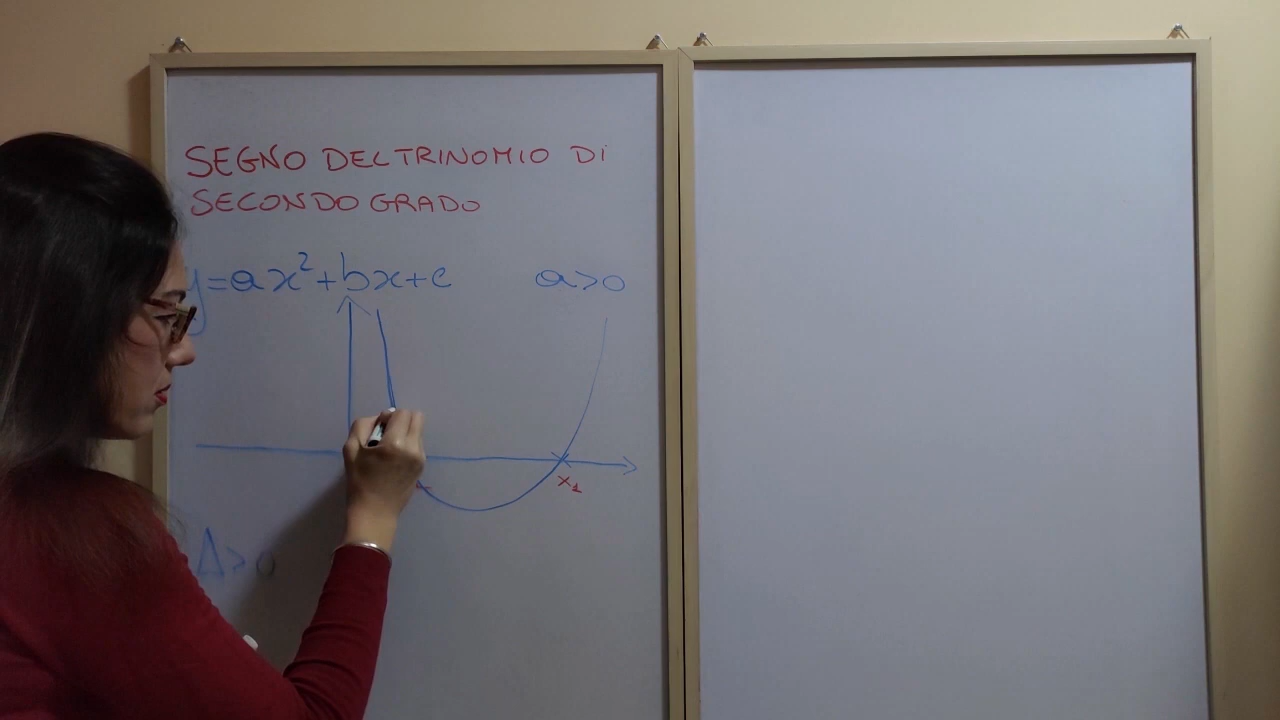 SEGNO DEL TRINOMIO DI
SECONDO GRADO
y=ax²+bx+c a>0
x₁
Δ>0